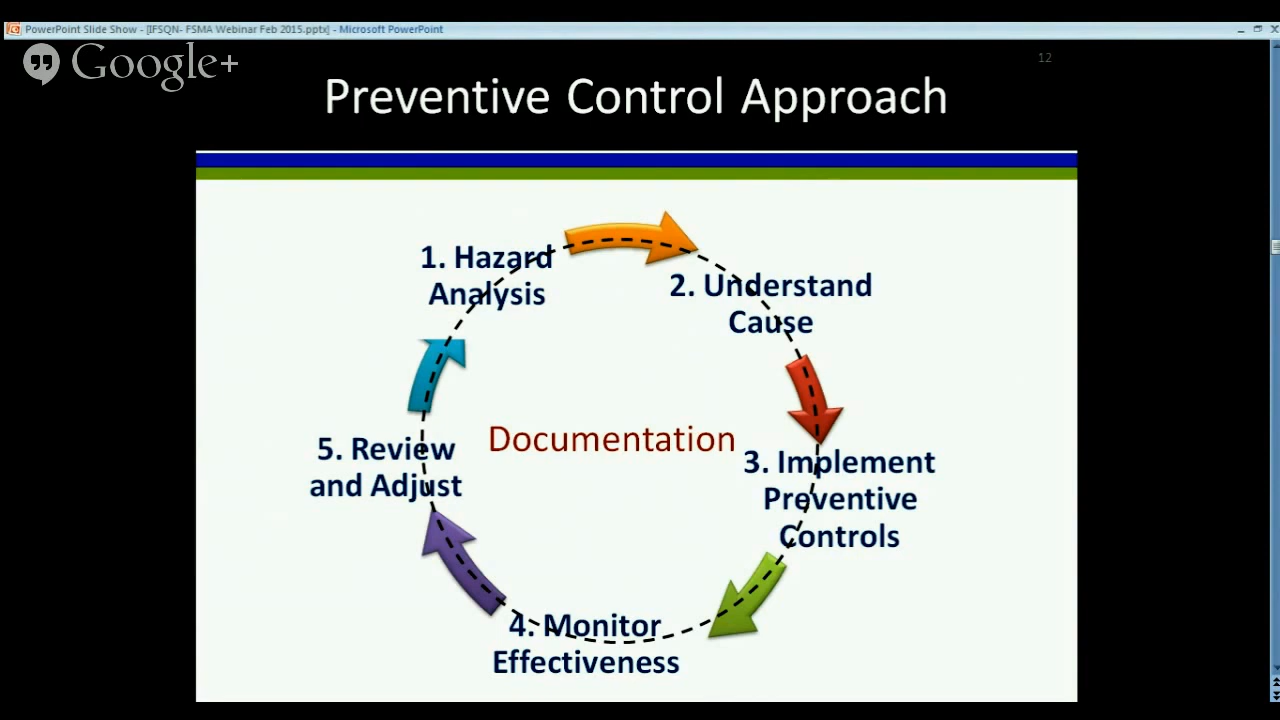 PowerPoint Slide Show - [IFSQN- FSMA Webinar Feb 2015.pptx] - Microsoft PowerPoint
Google+
12
Preventive Control Approach
1. Hazard
Analysis
2. Understand
Cause
3. Implement
Preventive
Controls
4. Monitor
Effectiveness
5. Review
and Adjust
Documentation